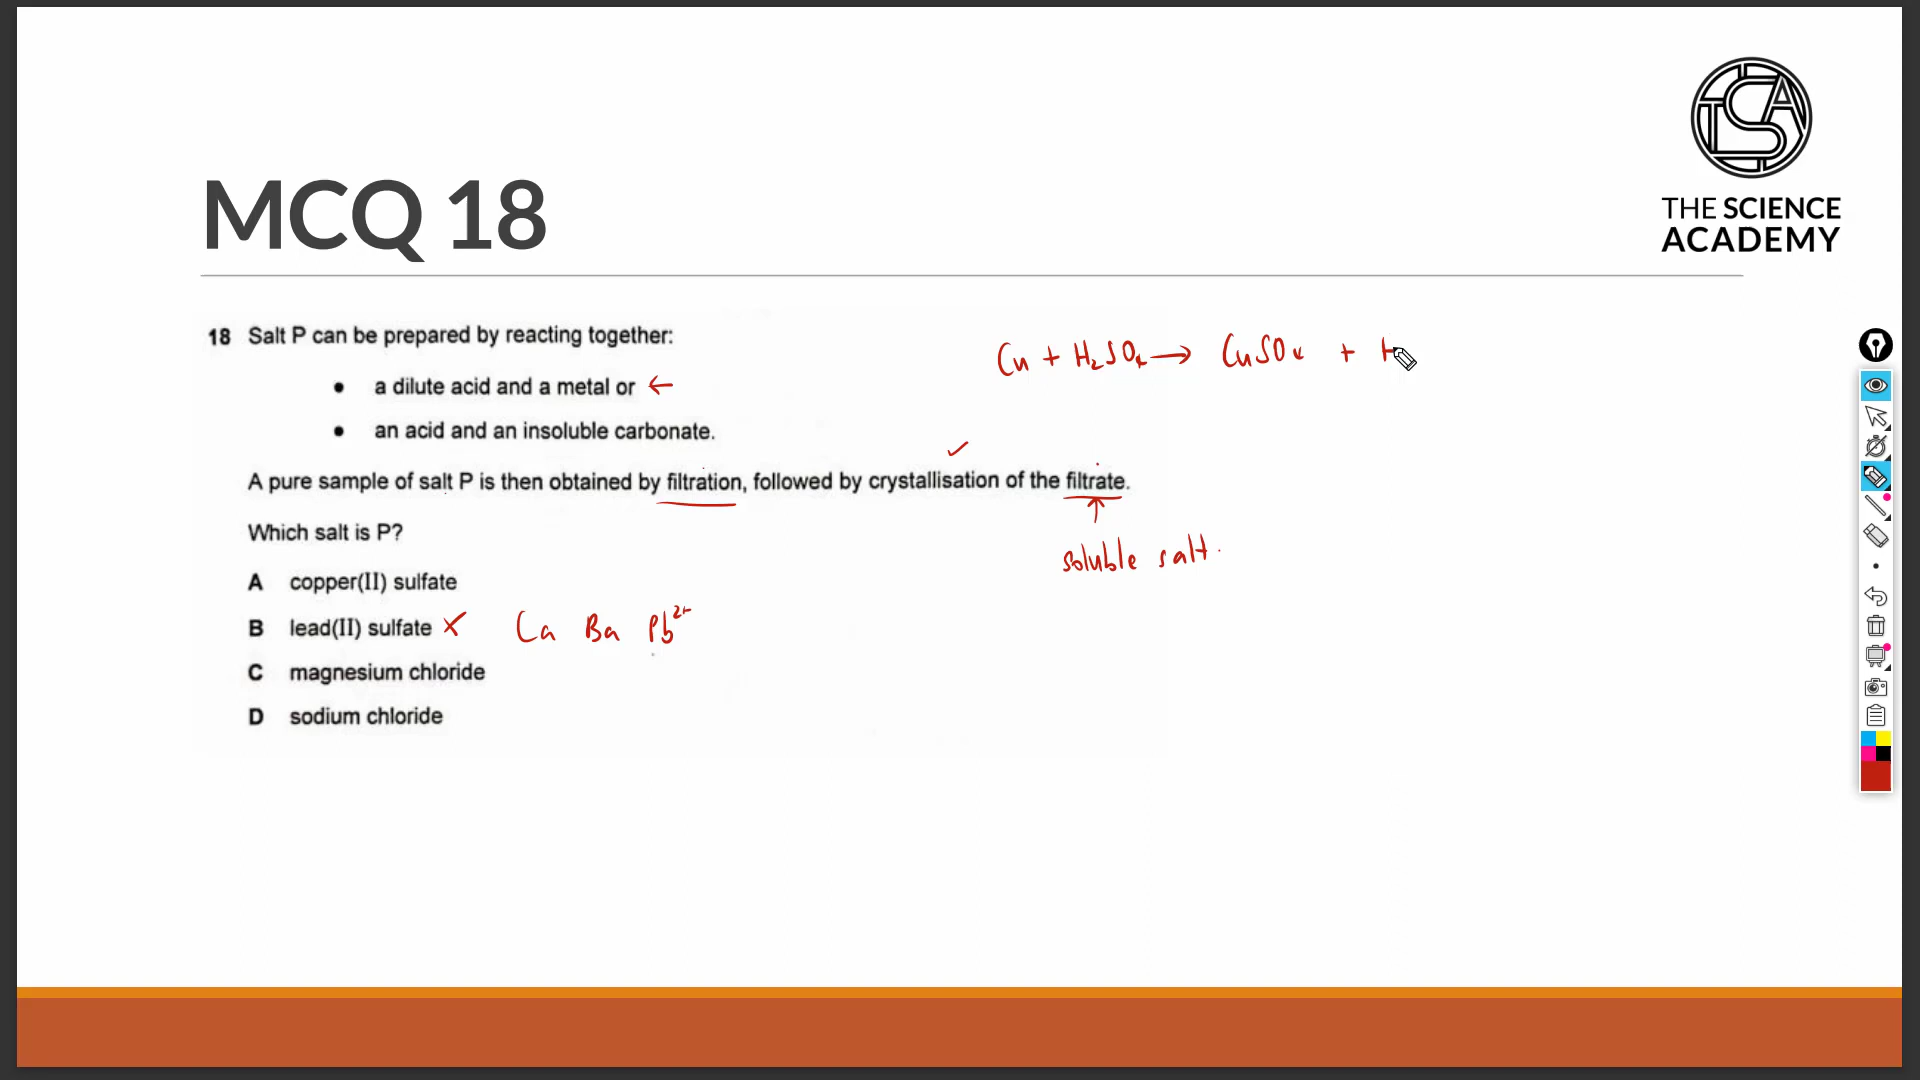 THE SCIENCE
ACADEMY
MCQ 18
18 Salt P can be prepared by reacting together:
• a dilute acid and a metal or ←
• an acid and an insoluble carbonate.
Cu + H₂SO₄ → CuSO₄ +
A pure sample of salt P is then obtained by filtration, followed by crystallisation of the filtrate.
soluble salt.
Which salt is P?
A copper(II) sulfate
B lead(II) sulfate ✗ Ca Ba Pb²⁺
C magnesium chloride
D sodium chloride